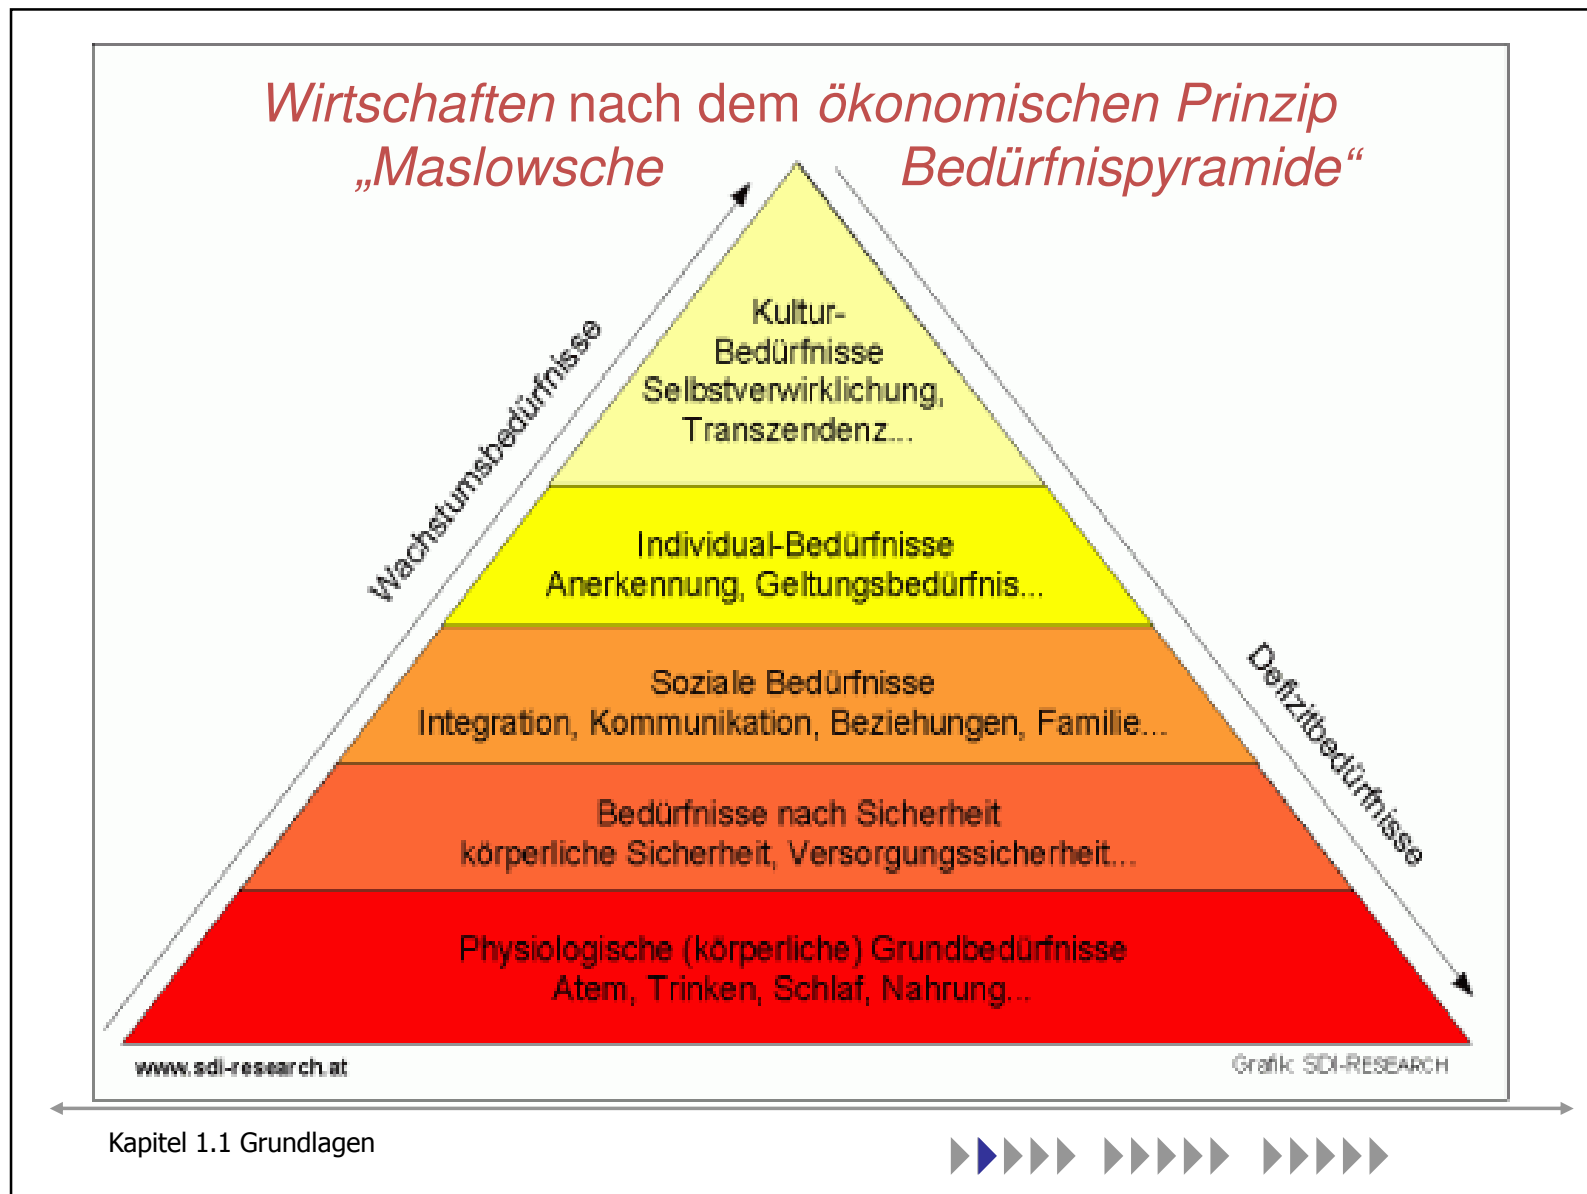 Wirtschaften nach dem ökonomischen Prinzip
„Maslowsche Bedürfnispyramide“
Wachstumsbedürfnisse
Kultur-
Bedürfnisse
Selbstverwirklichung,
Transzendenz...
Individual-Bedürfnisse
Anerkennung, Geltungsbedürfnis...
Soziale Bedürfnisse
Integration, Kommunikation, Beziehungen, Familie...
Defizitbedürfnisse
Bedürfnisse nach Sicherheit
körperliche Sicherheit, Versorgungssicherheit...
Physiologische (körperliche) Grundbedürfnisse
Atem, Trinken, Schlaf, Nahrung...
www.sdi-research.at
Grafik: SDI-RESEARCH
Kapitel 1.1 Grundlagen